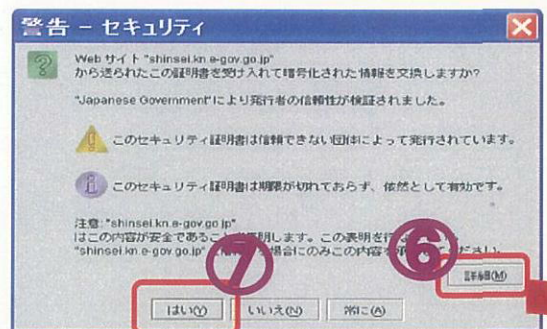 警告 - セキュリティ
Web サイト "shinsei.kn.e-gov.go.jp"
から送られたこの証明書を受け入れて暗号化された情報を交換しますか?
"Japanese Government"により発行者の信頼性が検証されました。
このセキュリティ証明書は信頼できない団体によって発行されています。
このセキュリティ証明書は期限が切れておらず、依然として有効です。
注意: "shinsei.kn.e-gov.go.jp"
はこの内容が安全であること
"shinsei.kn.e-gov.go.jp"
⑦
⑥
詳細(M)
はい(Y) いいえ(N) 常に(A)